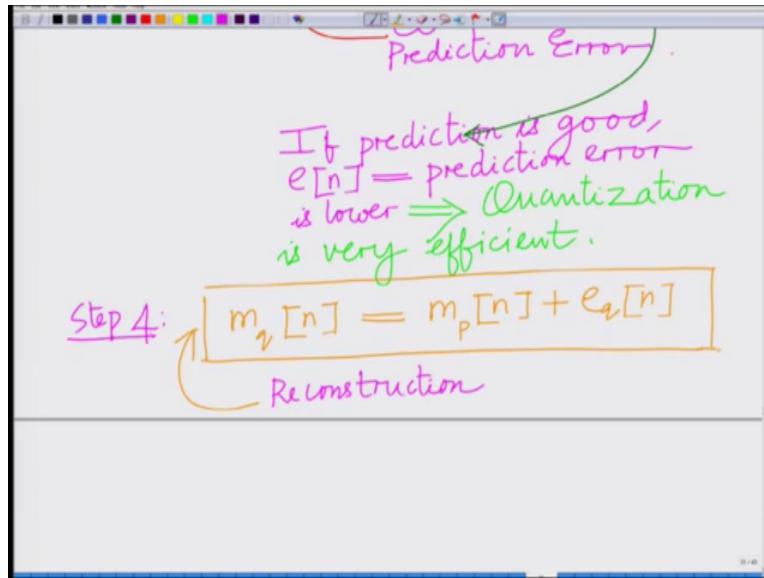 Prediction Error.
If prediction is good,
e[n] = prediction error
is lower ⇒ Quantization
is very efficient.
Step 4: m_q[n] = m_p[n] + e_q[n]
Reconstruction